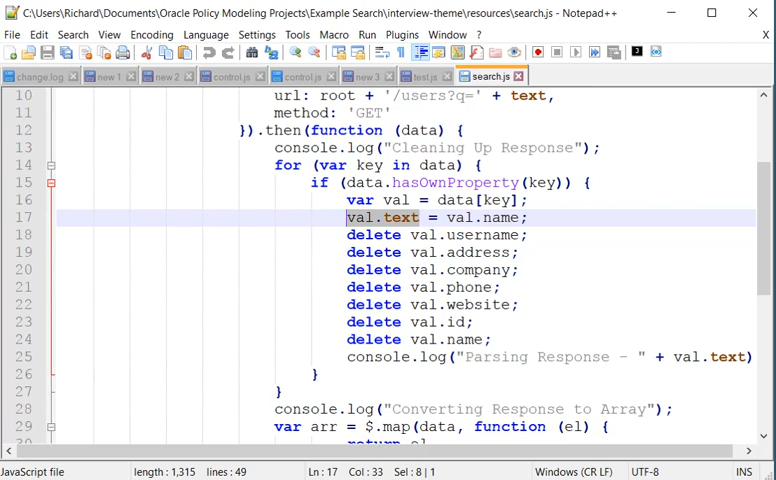 C:\Users\Richard\Documents\Oracle Policy Modeling Projects\Example Search\interview-theme\resources\search.js - Notepad++
File Edit Search View Encoding Language Settings Tools Macro Run Plugins Window ? X
change.log new 1 new 2 control.js control.js new 3 test.js search.js
10 url: root + '/users?q=' + text,
11 method: 'GET'
12 }).then(function (data) {
13 console.log("Cleaning Up Response");
14 for (var key in data) {
15 if (data.hasOwnProperty(key)) {
16 var val = data[key];
17 val.text = val.name;
18 delete val.username;
19 delete val.address;
20 delete val.company;
21 delete val.phone;
22 delete val.website;
23 delete val.id;
24 delete val.name;
25 console.log("Parsing Response - " + val.text)
26 }
27 }
28 console.log("Converting Response to Array");
29 var arr = $.map(data, function (el) {
30 return el
JavaScript file length : 1,315 lines : 49 Ln : 17 Col : 33 Sel : 8 | 1 Windows (CR LF) UTF-8 INS